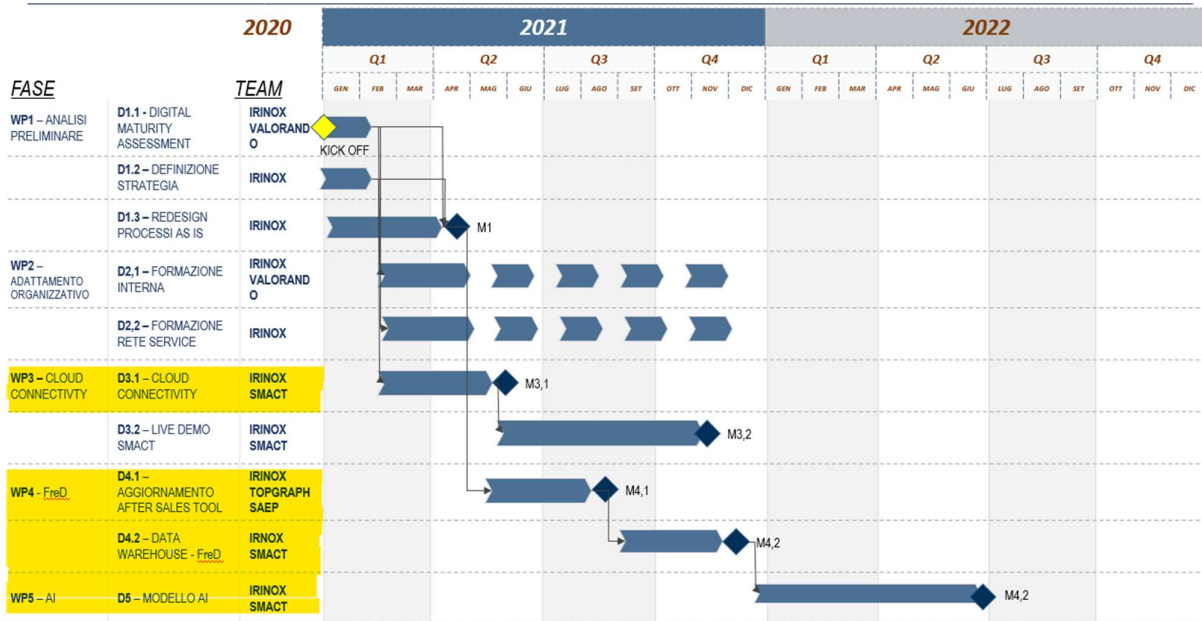 2020
2021
2022
Q1
Q2
Q3
Q4
Q1
Q2
Q3
Q4
FASE
TEAM
GEN
FEB
MAR
APR
MAG
GIU
LUG
AGO
SET
OTT
NOV
DIC
GEN
FEB
MAR
APR
MAG
GIU
LUG
AGO
SET
OTT
NOV
DIC
WP1 – ANALISI
PRELIMINARE
D1.1 - DIGITAL
MATURITY
ASSESSMENT
IRINOX
VALORAND
O
KICK OFF
D1.2 – DEFINIZIONE
STRATEGIA
IRINOX
D1.3 – REDESIGN
PROCESSI AS IS
IRINOX
M1
WP2 –
ADATTAMENTO
ORGANIZZATIVO
D2,1 – FORMAZIONE
INTERNA
IRINOX
VALORAND
O
D2,2 – FORMAZIONE
RETE SERVICE
IRINOX
WP3 – CLOUD
CONNECTIVTY
D3.1 – CLOUD
CONNECTIVITY
IRINOX
SMACT
M3,1
D3.2 – LIVE DEMO
SMACT
IRINOX
SMACT
M3,2
WP4 - FreD
D4.1 –
AGGIORNAMENTO
AFTER SALES TOOL
IRINOX
TOPGRAPH
SAEP
M4,1
D4.2 – DATA
WAREHOUSE - FreD
IRNOX
SMACT
M4,2
WP5 – AI
D5 – MODELLO AI
IRINOX
SMACT
M4,2